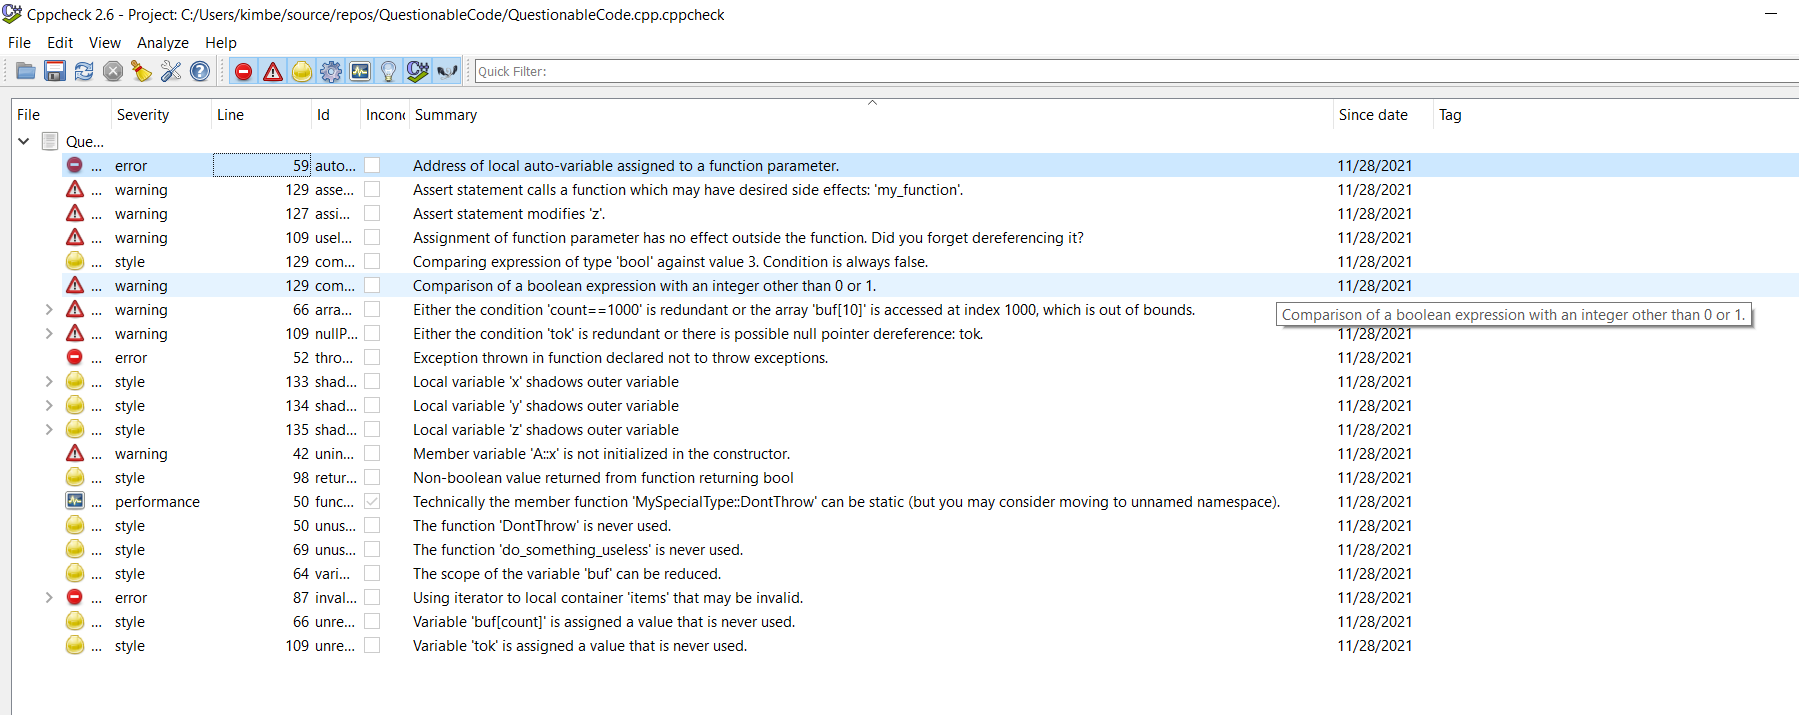 Cppcheck 2.6 - Project: C:/Users/kimbe/source/repos/QuestionableCode/QuestionableCode.cpp.cppcheck
File Edit View Analyze Help
Quick Filter:
File Severity Line Id Incon Summary Since date Tag
Que...
... error 59 auto... Address of local auto-variable assigned to a function parameter. 11/28/2021
... warning 129 asse... Assert statement calls a function which may have desired side effects: 'my_function'. 11/28/2021
... warning 127 assi... Assert statement modifies 'z'. 11/28/2021
... warning 109 usel... Assignment of function parameter has no effect outside the function. Did you forget dereferencing it? 11/28/2021
... style 129 com... Comparing expression of type 'bool' against value 3. Condition is always false. 11/28/2021
... warning 129 com... Comparison of a boolean expression with an integer other than 0 or 1. 11/28/2021
... warning 66 arra... Either the condition 'count==1000' is redundant or the array 'buf[10]' is accessed at index 1000, which is out of bounds.
Comparison of a boolean expression with an integer other than 0 or 1.
... warning 109 nullP... Either the condition 'tok' is redundant or there is possible null pointer dereference: tok. 11/28/2021
... error 52 thro... Exception thrown in function declared not to throw exceptions. 11/28/2021
... style 133 shad... Local variable 'x' shadows outer variable 11/28/2021
... style 134 shad... Local variable 'y' shadows outer variable 11/28/2021
... style 135 shad... Local variable 'z' shadows outer variable 11/28/2021
... warning 42 unin... Member variable 'A::x' is not initialized in the constructor. 11/28/2021
... style 98 retur... Non-boolean value returned from function returning bool 11/28/2021
... performance 50 func... Technically the member function 'MySpecialType::DontThrow' can be static (but you may consider moving to unnamed namespace). 11/28/2021
... style 50 unus... The function 'DontThrow' is never used. 11/28/2021
... style 69 unus... The function 'do_something_useless' is never used. 11/28/2021
... style 64 vari... The scope of the variable 'buf' can be reduced. 11/28/2021
... error 87 inval... Using iterator to local container 'items' that may be invalid. 11/28/2021
... style 66 unre... Variable 'buf[count]' is assigned a value that is never used. 11/28/2021
... style 109 unre... Variable 'tok' is assigned a value that is never used. 11/28/2021